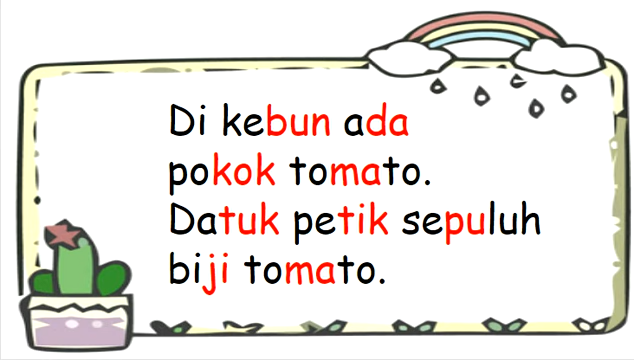 Di kebun ada
pokok tomato.
Datuk petik sepuluh
biji tomato.